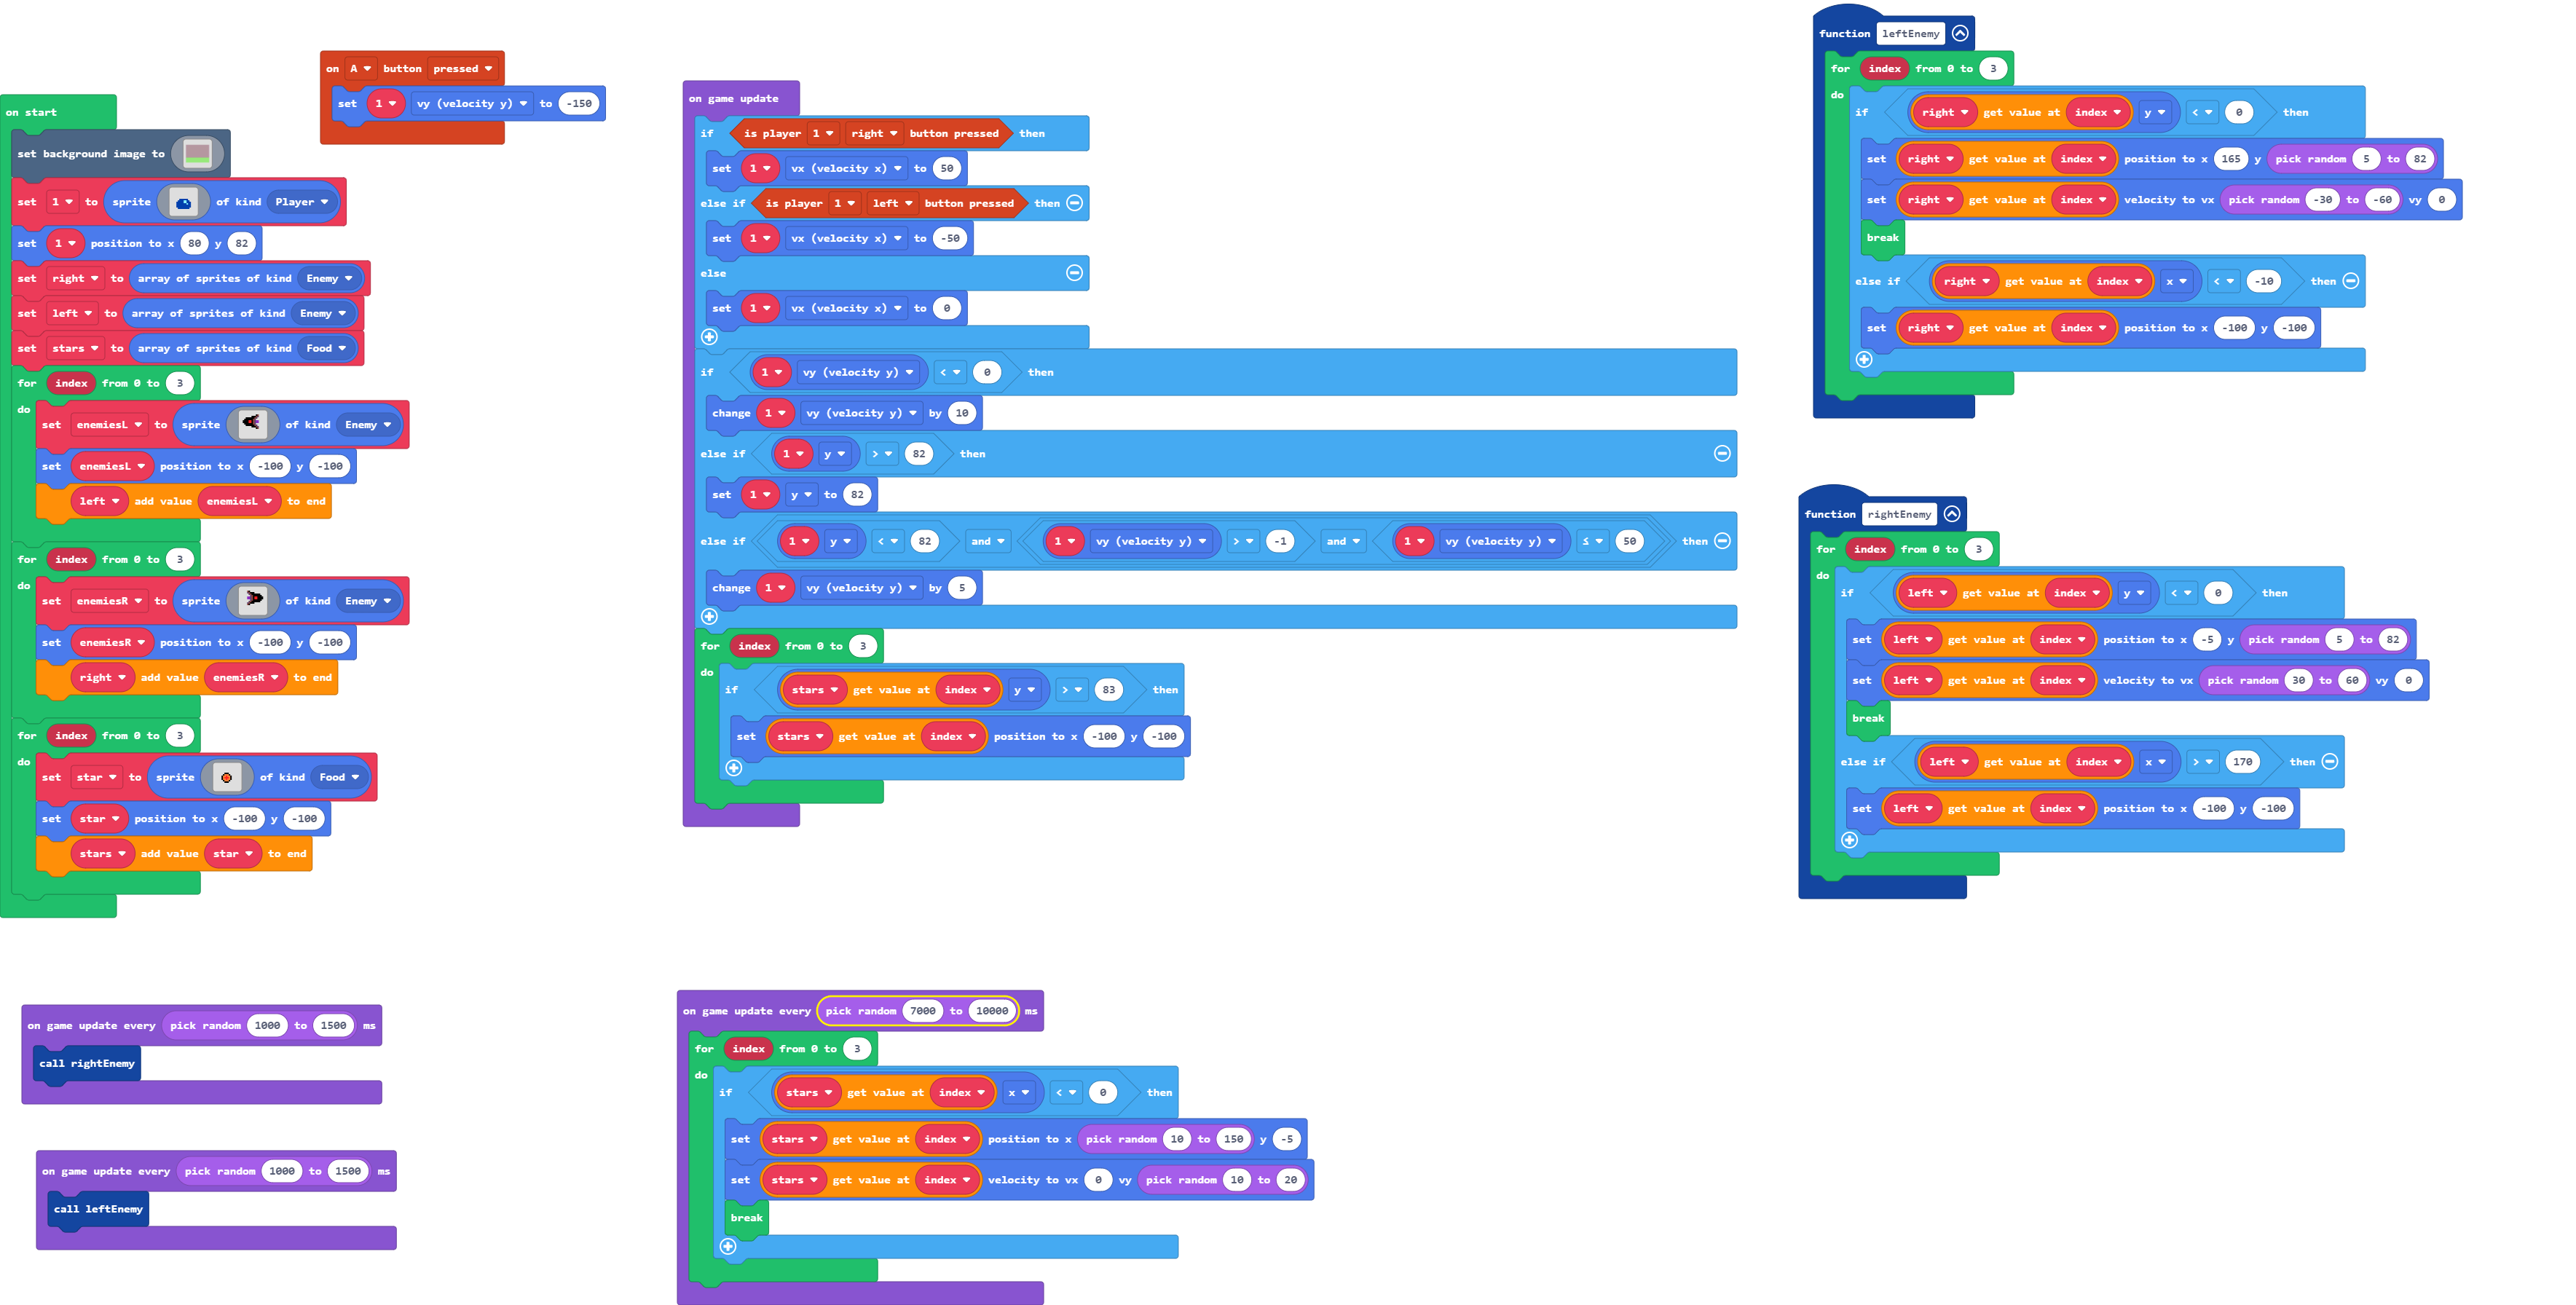 on start
set background image to
set 1 to sprite of kind Player
set 1 position to x 80 y 82
set right to array of sprites of kind Enemy
set left to array of sprites of kind Enemy
set stars to array of sprites of kind Food
for index from 0 to 3
do
set enemiesL to sprite of kind Enemy
set enemiesL position to x -100 y -100
left add value enemiesL to end
for index from 0 to 3
do
set enemiesR to sprite of kind Enemy
set enemiesR position to x -100 y -100
right add value enemiesR to end
for index from 0 to 3
do
set star to sprite of kind Food
set star position to x -100 y -100
stars add value star to end
on A button pressed
set 1 vy (velocity y) to -150
on game update
if is player 1 right button pressed then
set 1 vx (velocity x) to 50
else if is player 1 left button pressed then
set 1 vx (velocity x) to -50
else
set 1 vx (velocity x) to 0
if 1 vy (velocity y) < 0 then
change 1 vy (velocity y) by 10
else if 1 y > 82 then
set 1 y to 82
else if 1 y < 82 and 1 vy (velocity y) > -1 and 1 vy (velocity y) ≤ 50 then
change 1 vy (velocity y) by 5
for index from 0 to 3
do
if stars get value at index y > 83 then
set stars get value at index position to x -100 y -100
function leftEnemy
for index from 0 to 3
do
if right get value at index y < 0 then
set right get value at index position to x 165 y pick random 5 to 82
set right get value at index velocity to vx pick random -30 to -60 vy 0
break
else if right get value at index x < -10 then
set right get value at index position to x -100 y -100
function rightEnemy
for index from 0 to 3
do
if left get value at index y < 0 then
set left get value at index position to x -5 y pick random 5 to 82
set left get value at index velocity to vx pick random 30 to 60 vy 0
break
else if left get value at index x > 170 then
set left get value at index position to x -100 y -100
on game update every pick random 1000 to 1500 ms
call rightEnemy
on game update every pick random 1000 to 1500 ms
call leftEnemy
on game update every pick random 7000 to 10000 ms
for index from 0 to 3
do
if stars get value at index x < 0 then
set stars get value at index position to x pick random 10 to 150 y -5
set stars get value at index velocity to vx 0 vy pick random 10 to 20
break